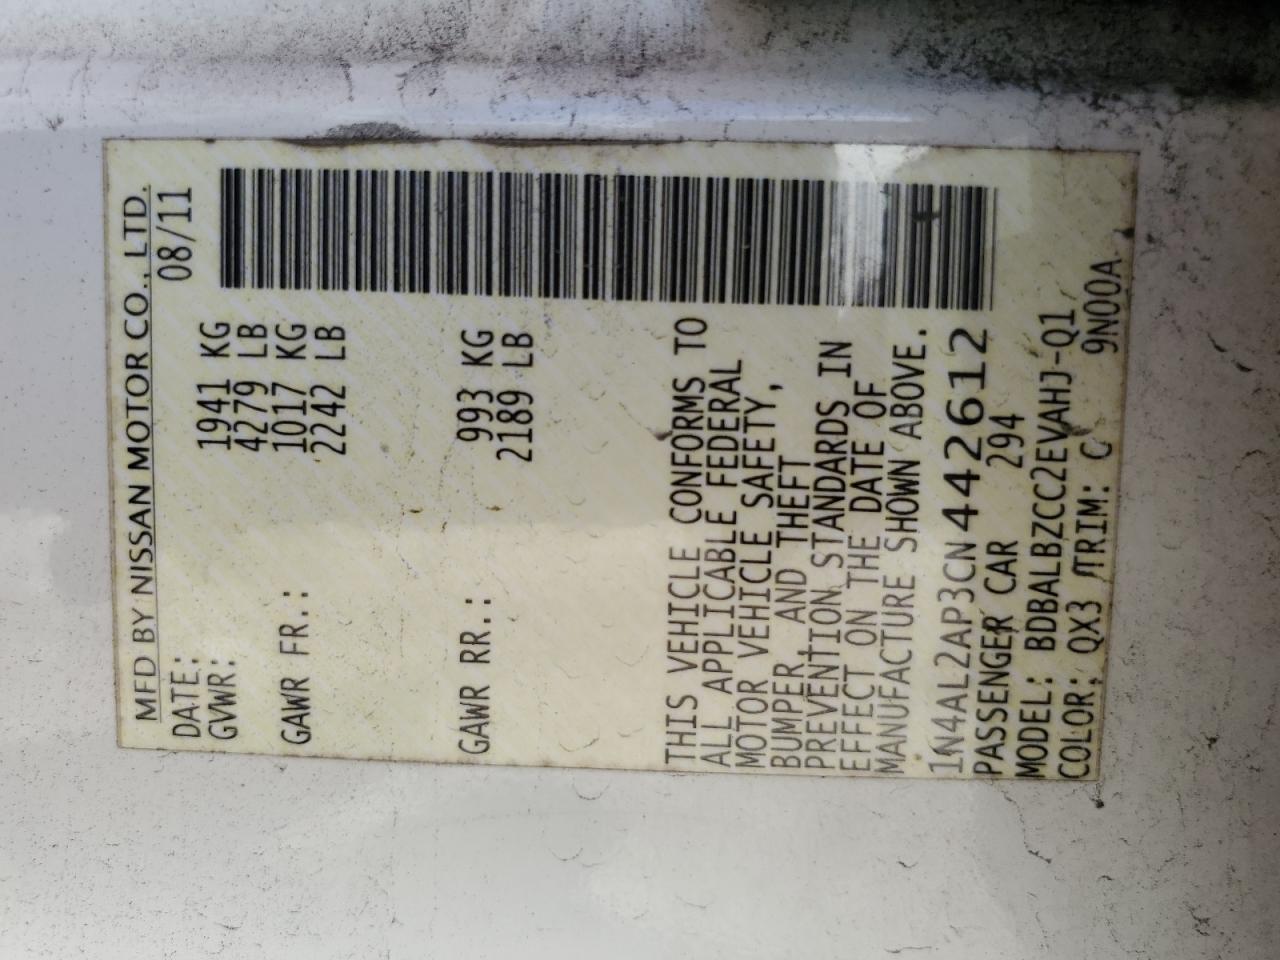 MFD BY NISSAN MOTOR CO., LTD.
DATE: 08/11
GVWR: 1941 KG
4279 LB
GAWR FR.: 1017 KG
2242 LB
GAWR RR.: 993 KG
2189 LB
THIS VEHICLE CONFORMS TO
ALL APPLICABLE FEDERAL
MOTOR VEHICLE SAFETY,
BUMPER, AND THEFT
PREVENTION STANDARDS IN
EFFECT ON THE DATE OF
MANUFACTURE SHOWN ABOVE.
1N4AL2AP3CN442612
PASSENGER CAR 294
MODEL: BDBALBZCC2EVAHJ-Q1
COLOR: QX3 TRIM: C 9N00A